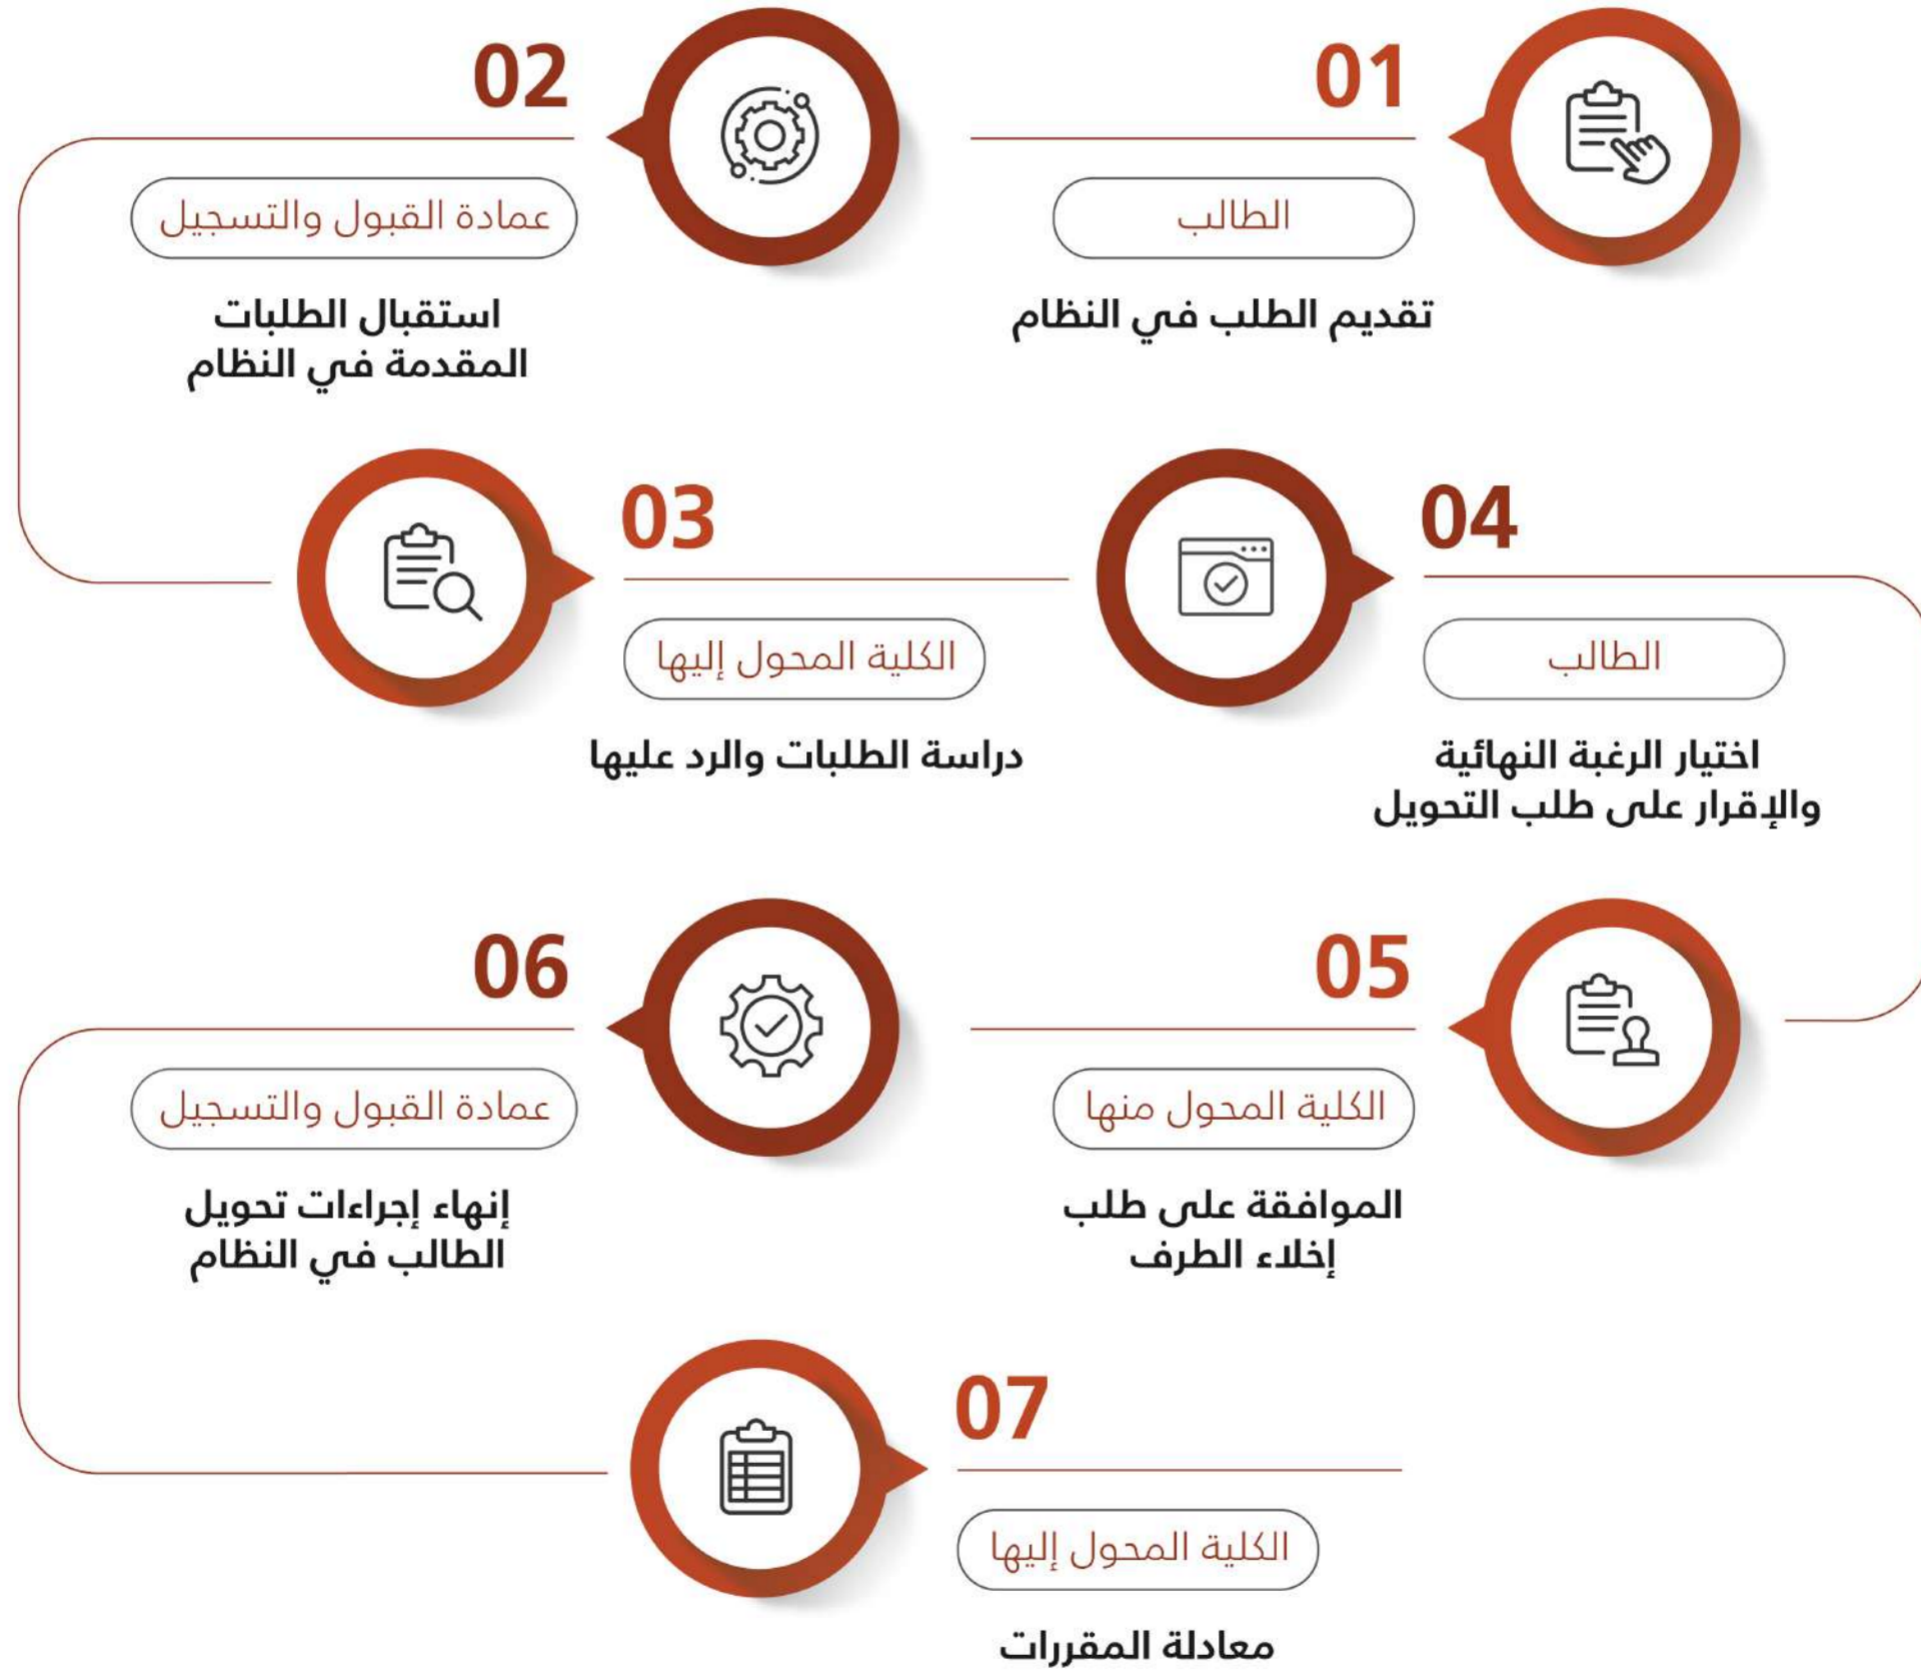 01
الطالب
تقديم الطلب في النظام
02
عمادة القبول والتسجيل
استقبال الطلبات
المقدمة في النظام
03
الكلية المحول إليها
دراسة الطلبات والرد عليها
04
الطالب
اختيار الرغبة النهائية
والإقرار على طلب التحويل
05
الكلية المحول منها
الموافقة على طلب
إخلاء الطرف
06
عمادة القبول والتسجيل
إنهاء إجراءات تحويل
الطالب في النظام
07
الكلية المحول إليها
معادلة المقررات